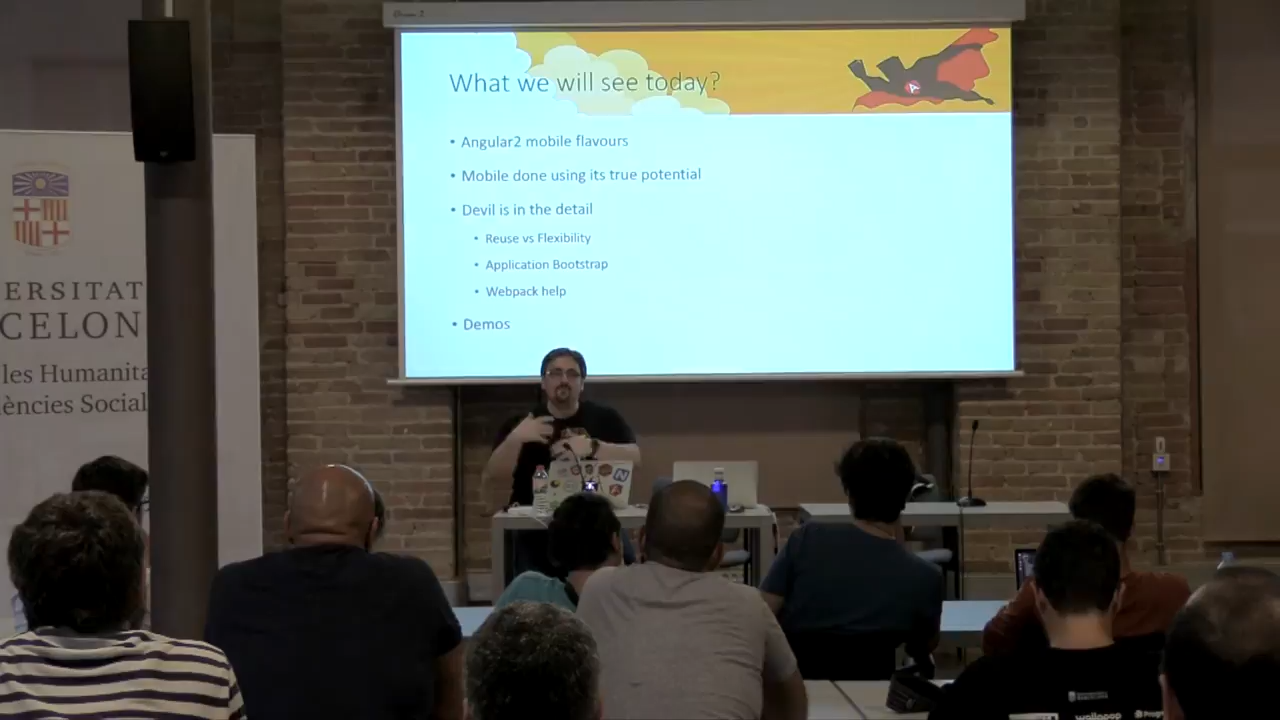 What we will see today?
• Angular2 mobile flavours
• Mobile done using its true potential
• Devil is in the detail
• Reuse vs Flexibility
• Application Bootstrap
• Webpack help
• Demos
ERSITAT
CELON
les Humanita
ències Social
wallapop